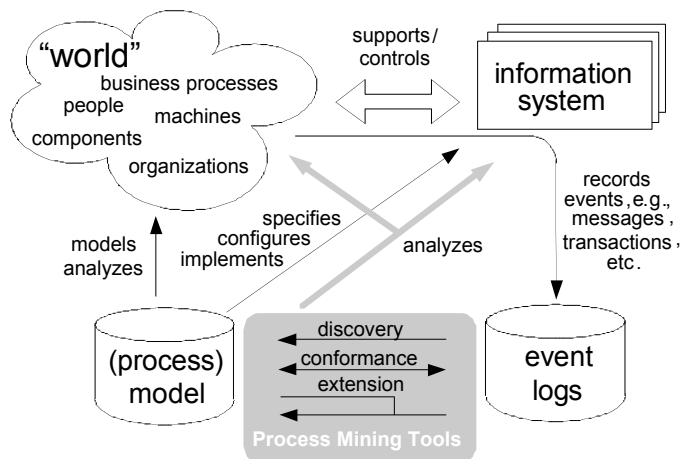 “world”
business processes
people
machines
components
organizations
supports/
controls
information
system
records
events, e.g.,
messages,
transactions,
etc.
specifies
configures
implements
analyzes
models
analyzes
(process)
model
discovery
conformance
extension
Process Mining Tools
event
logs